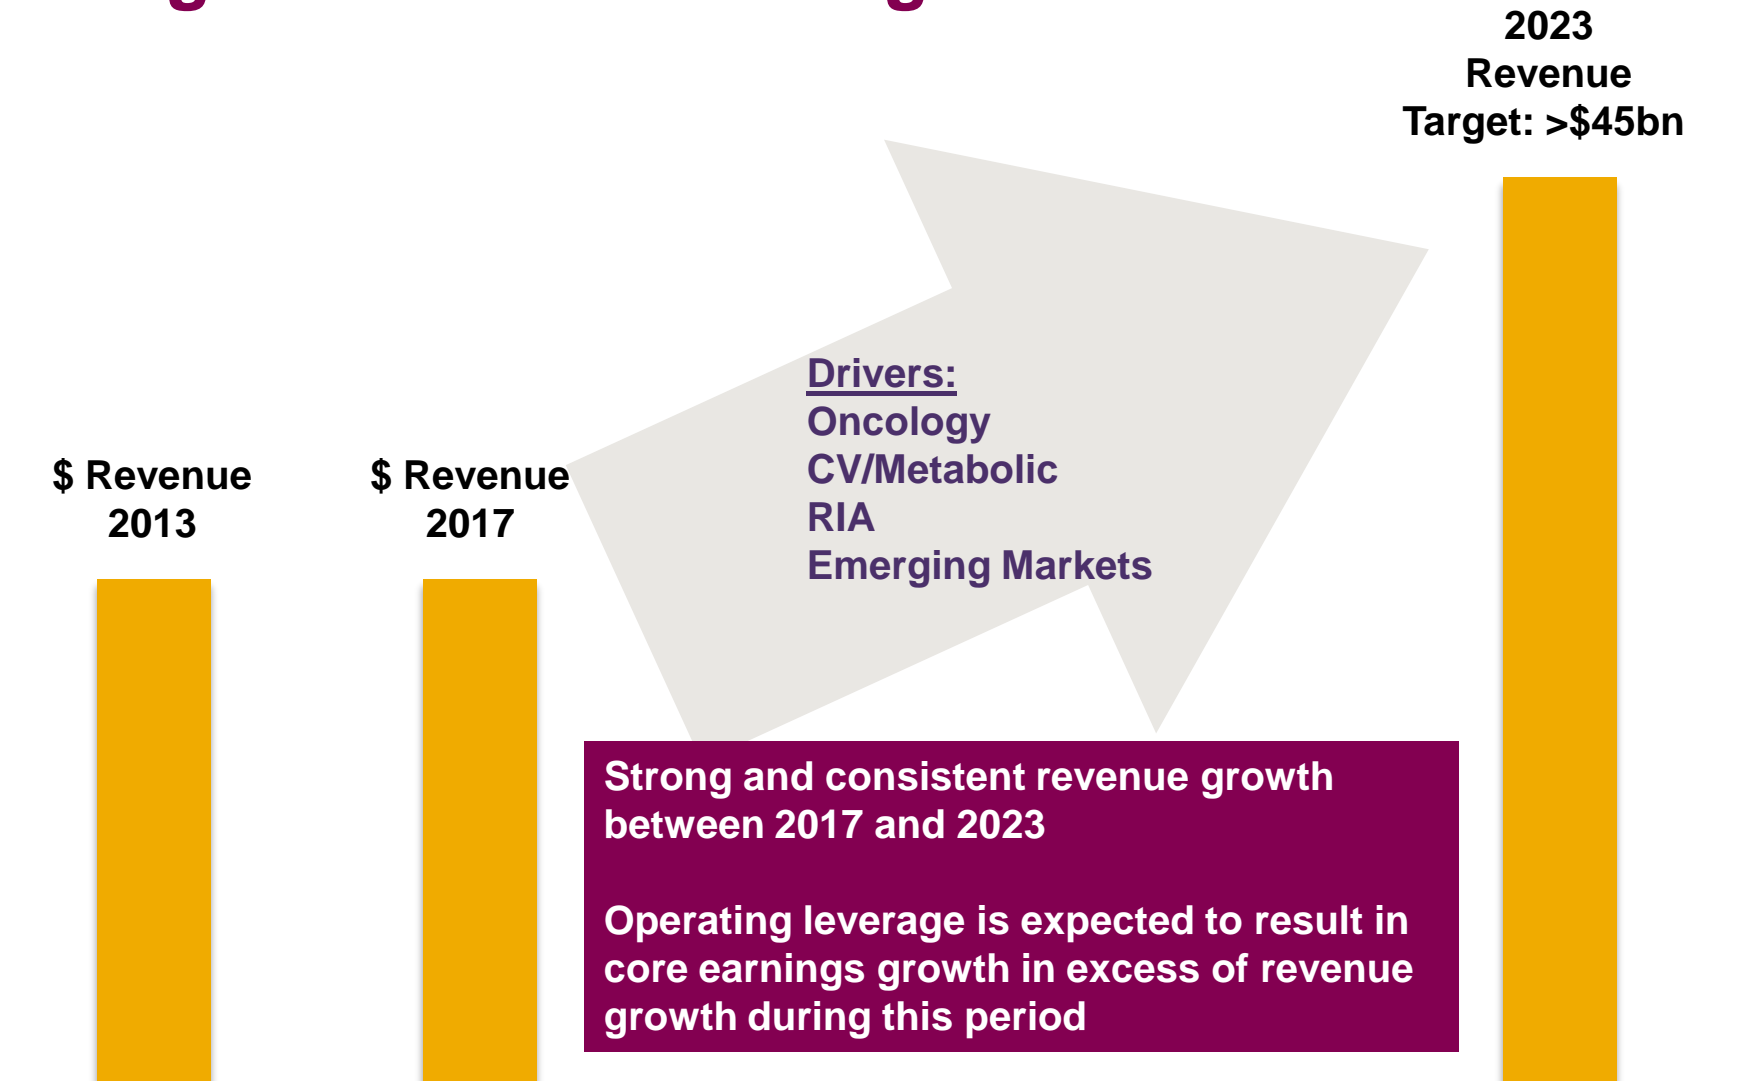 2023
Revenue
Target: >$45bn
Drivers:
Oncology
CV/Metabolic
RIA
Emerging Markets
$ Revenue
2013
$ Revenue
2017
Strong and consistent revenue growth
between 2017 and 2023
Operating leverage is expected to result in
core earnings growth in excess of revenue
growth during this period